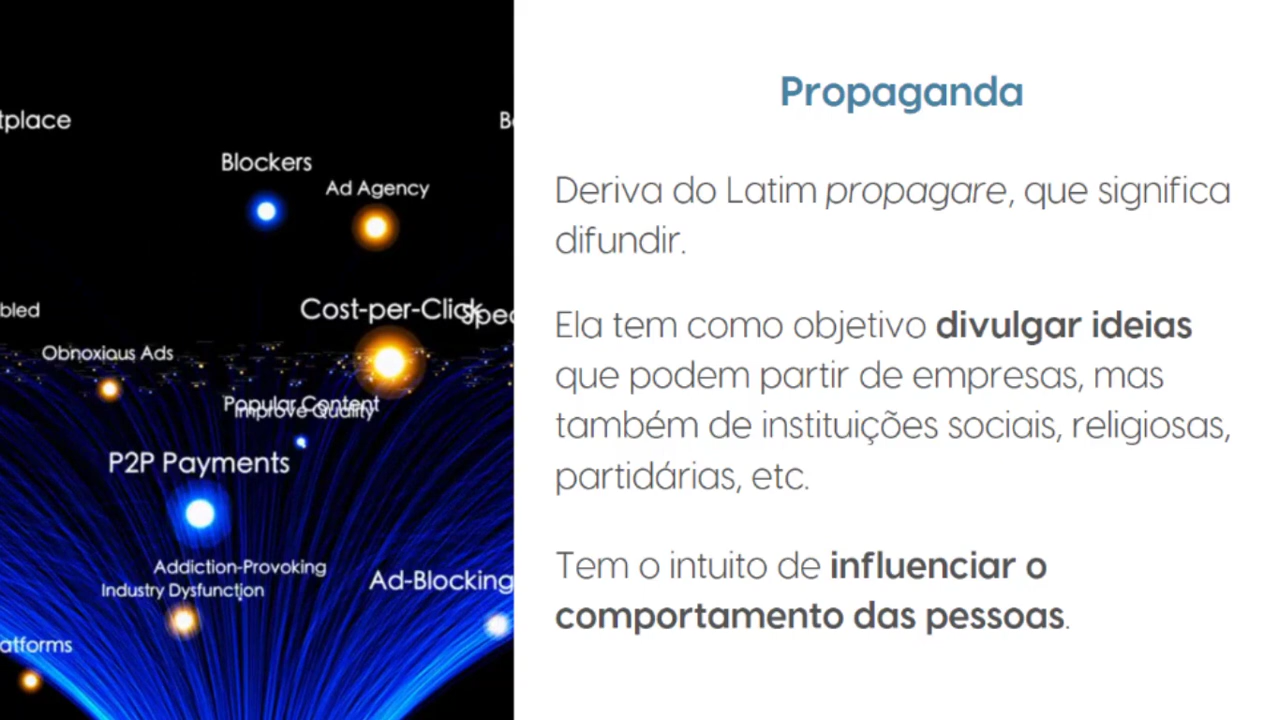 tplace
Blockers
Ad Agency
Cost-per-Click
bled
Obnoxious Ads
Popular Content
Improve Quality
P2P Payments
Addiction-Provoking
Industry Dysfunction
Ad-Blocking
atforms
Propaganda
Deriva do Latim propagare, que significa
difundir.
Ela tem como objetivo divulgar ideias
que podem partir de empresas, mas
também de instituições sociais, religiosas,
partidárias, etc.
Tem o intuito de influenciar o
comportamento das pessoas.